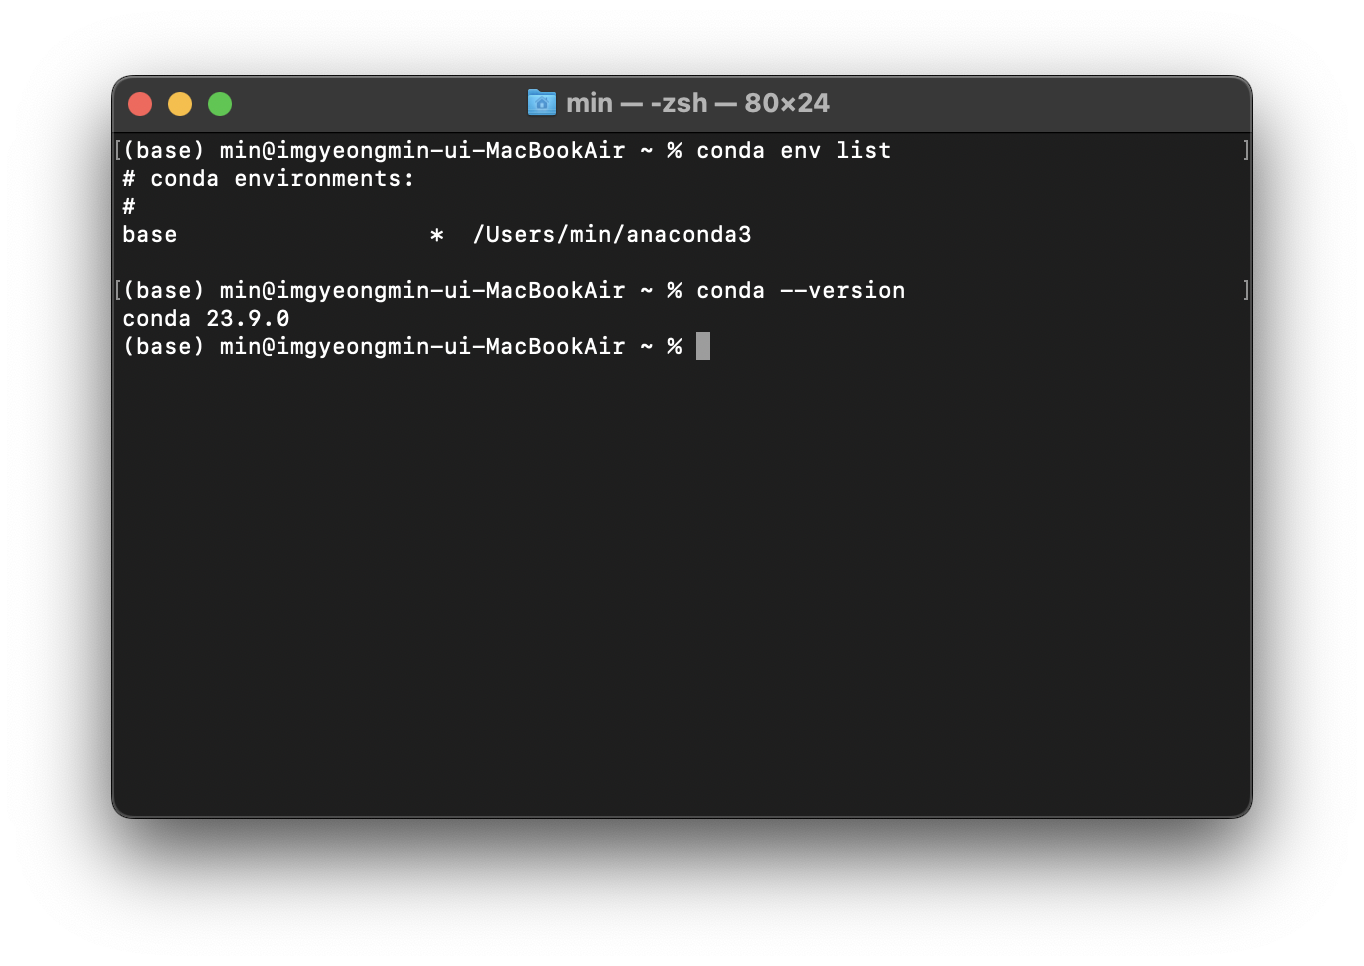 min — -zsh — 80×24
[(base) min@imgyeongmin-ui-MacBookAir ~ % conda env list ]
# conda environments:
#
base                  *  /Users/min/anaconda3
[(base) min@imgyeongmin-ui-MacBookAir ~ % conda --version ]
conda 23.9.0
(base) min@imgyeongmin-ui-MacBookAir ~ %